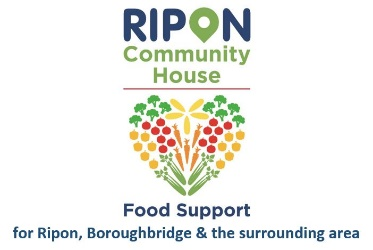 RIPON
Community
House
Food Support
for Ripon, Boroughbridge & the surrounding area